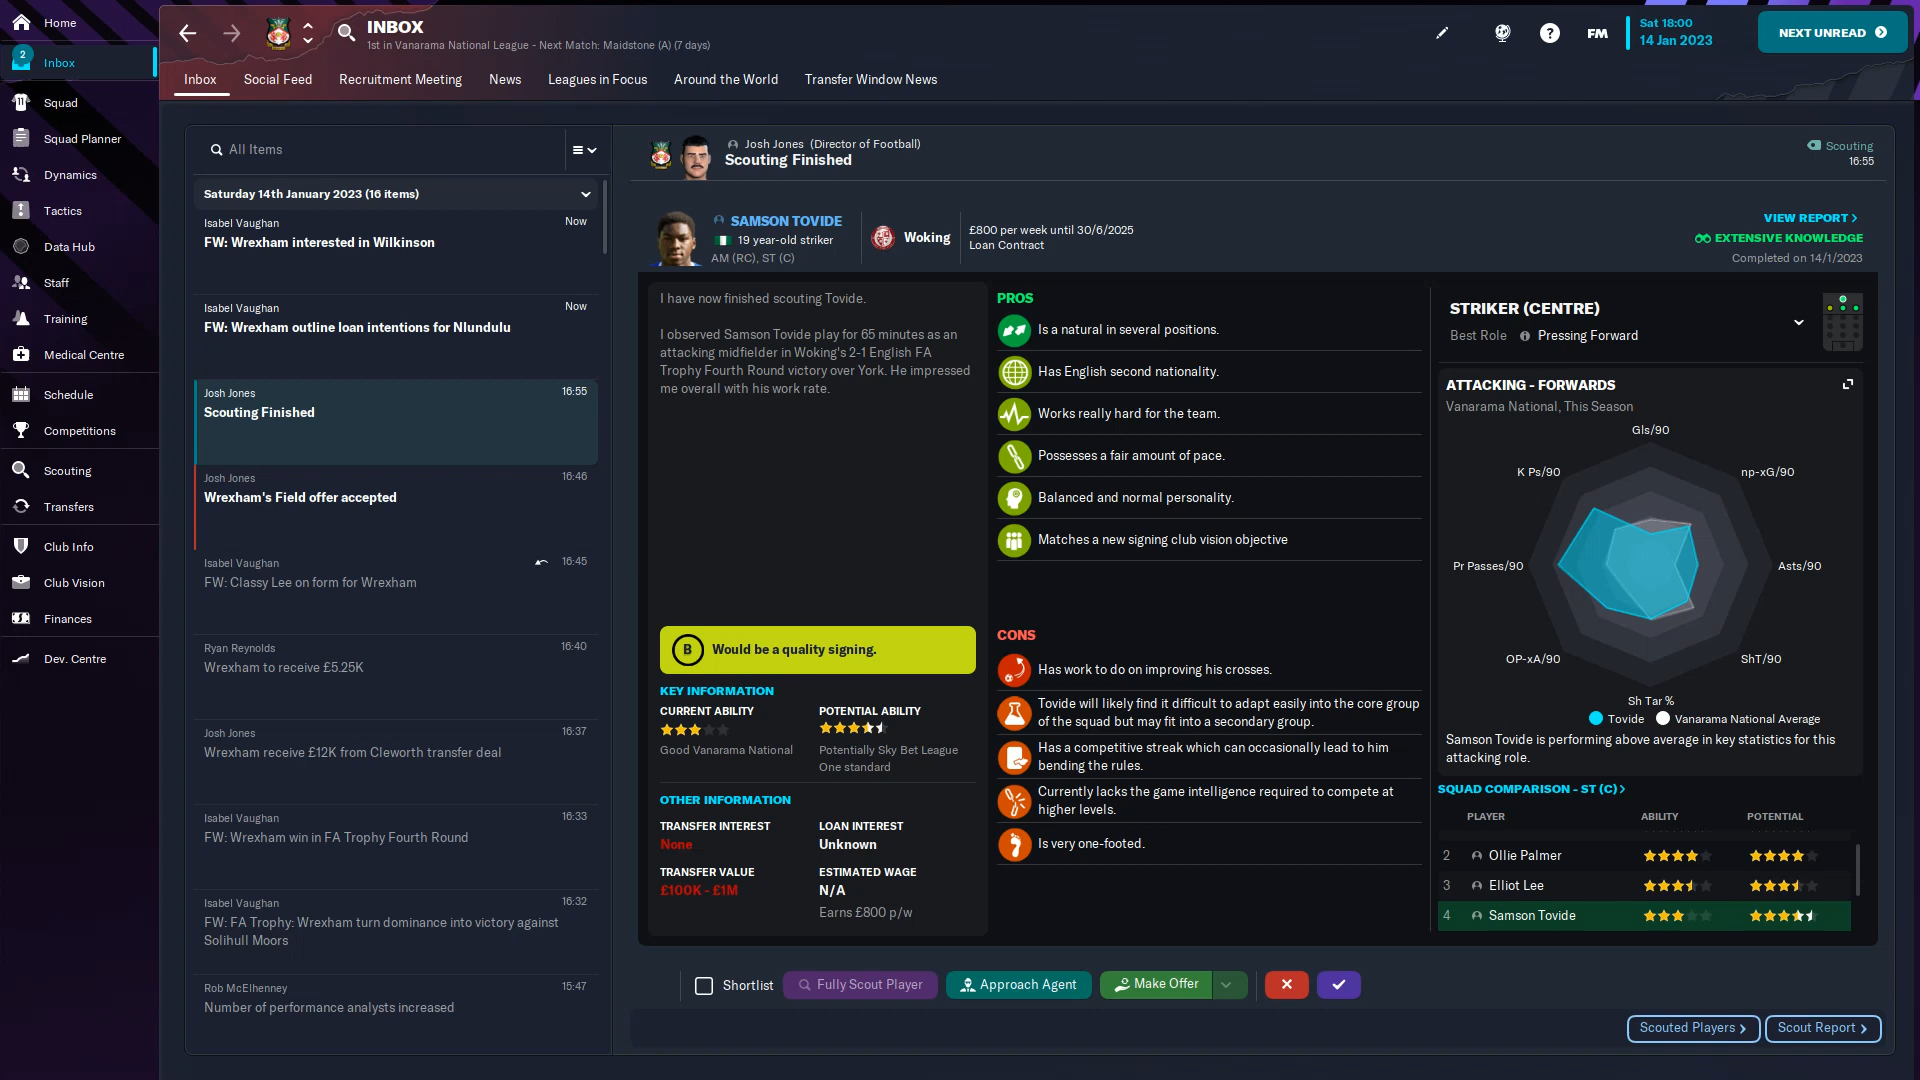 Home
2
Inbox
Squad
Squad Planner
Dynamics
Tactics
Data Hub
Staff
Training
Medical Centre
Schedule
Competitions
Scouting
Transfers
Club Info
Club Vision
Finances
Dev. Centre
INBOX
1st in Vanarama National League - Next Match: Maidstone (A) (7 days)
FM
Sat 18:00
14 Jan 2023
NEXT UNREAD
Inbox
Social Feed
Recruitment Meeting
News
Leagues in Focus
Around the World
Transfer Window News
All Items
Saturday 14th January 2023 (16 items)
Isabel Vaughan Now
FW: Wrexham interested in Wilkinson
Isabel Vaughan Now
FW: Wrexham outline loan intentions for Nlundulu
Josh Jones 16:55
Scouting Finished
Josh Jones 16:46
Wrexham's Field offer accepted
Isabel Vaughan 16:45
FW: Classy Lee on form for Wrexham
Ryan Reynolds 16:40
Wrexham to receive £5.25K
Josh Jones 16:37
Wrexham receive £12K from Cleworth transfer deal
Isabel Vaughan 16:33
FW: Wrexham win in FA Trophy Fourth Round
Isabel Vaughan 16:32
FW: FA Trophy: Wrexham turn dominance into victory against
Solihull Moors
Rob McElhenney 15:47
Number of performance analysts increased
Josh Jones (Director of Football)
Scouting Finished
Scouting
16:55
SAMSON TOVIDE
19 year-old striker
AM (RC), ST (C)
Woking
£800 per week until 30/6/2025
Loan Contract
VIEW REPORT >
EXTENSIVE KNOWLEDGE
Completed on 14/1/2023
I have now finished scouting Tovide.
I observed Samson Tovide play for 65 minutes as an
attacking midfielder in Woking's 2-1 English FA
Trophy Fourth Round victory over York. He impressed
me overall with his work rate.
B Would be a quality signing.
KEY INFORMATION
CURRENT ABILITY
Good Vanarama National
POTENTIAL ABILITY
Potentially Sky Bet League
One standard
OTHER INFORMATION
TRANSFER INTEREST
None
LOAN INTEREST
Unknown
TRANSFER VALUE
£100K - £1M
ESTIMATED WAGE
N/A
Earns £800 p/w
PROS
Is a natural in several positions.
Has English second nationality.
Works really hard for the team.
Possesses a fair amount of pace.
Balanced and normal personality.
Matches a new signing club vision objective
CONS
Has work to do on improving his crosses.
Tovide will likely find it difficult to adapt easily into the core group
of the squad but may fit into a secondary group.
Has a competitive streak which can occasionally lead to him
bending the rules.
Currently lacks the game intelligence required to compete at
higher levels.
Is very one-footed.
STRIKER (CENTRE)
Best Role Pressing Forward
ATTACKING - FORWARDS
Vanarama National, This Season
Gls/90
K Ps/90
np-xG/90
Pr Passes/90
Asts/90
OP-xA/90
ShT/90
Sh Tar %
Tovide
Vanarama National Average
Samson Tovide is performing above average in key statistics for this
attacking role.
SQUAD COMPARISON - ST (C) >
PLAYER ABILITY POTENTIAL
2 Ollie Palmer
3 Elliot Lee
4 Samson Tovide
Shortlist
Fully Scout Player
Approach Agent
Make Offer
Scouted Players >
Scout Report >